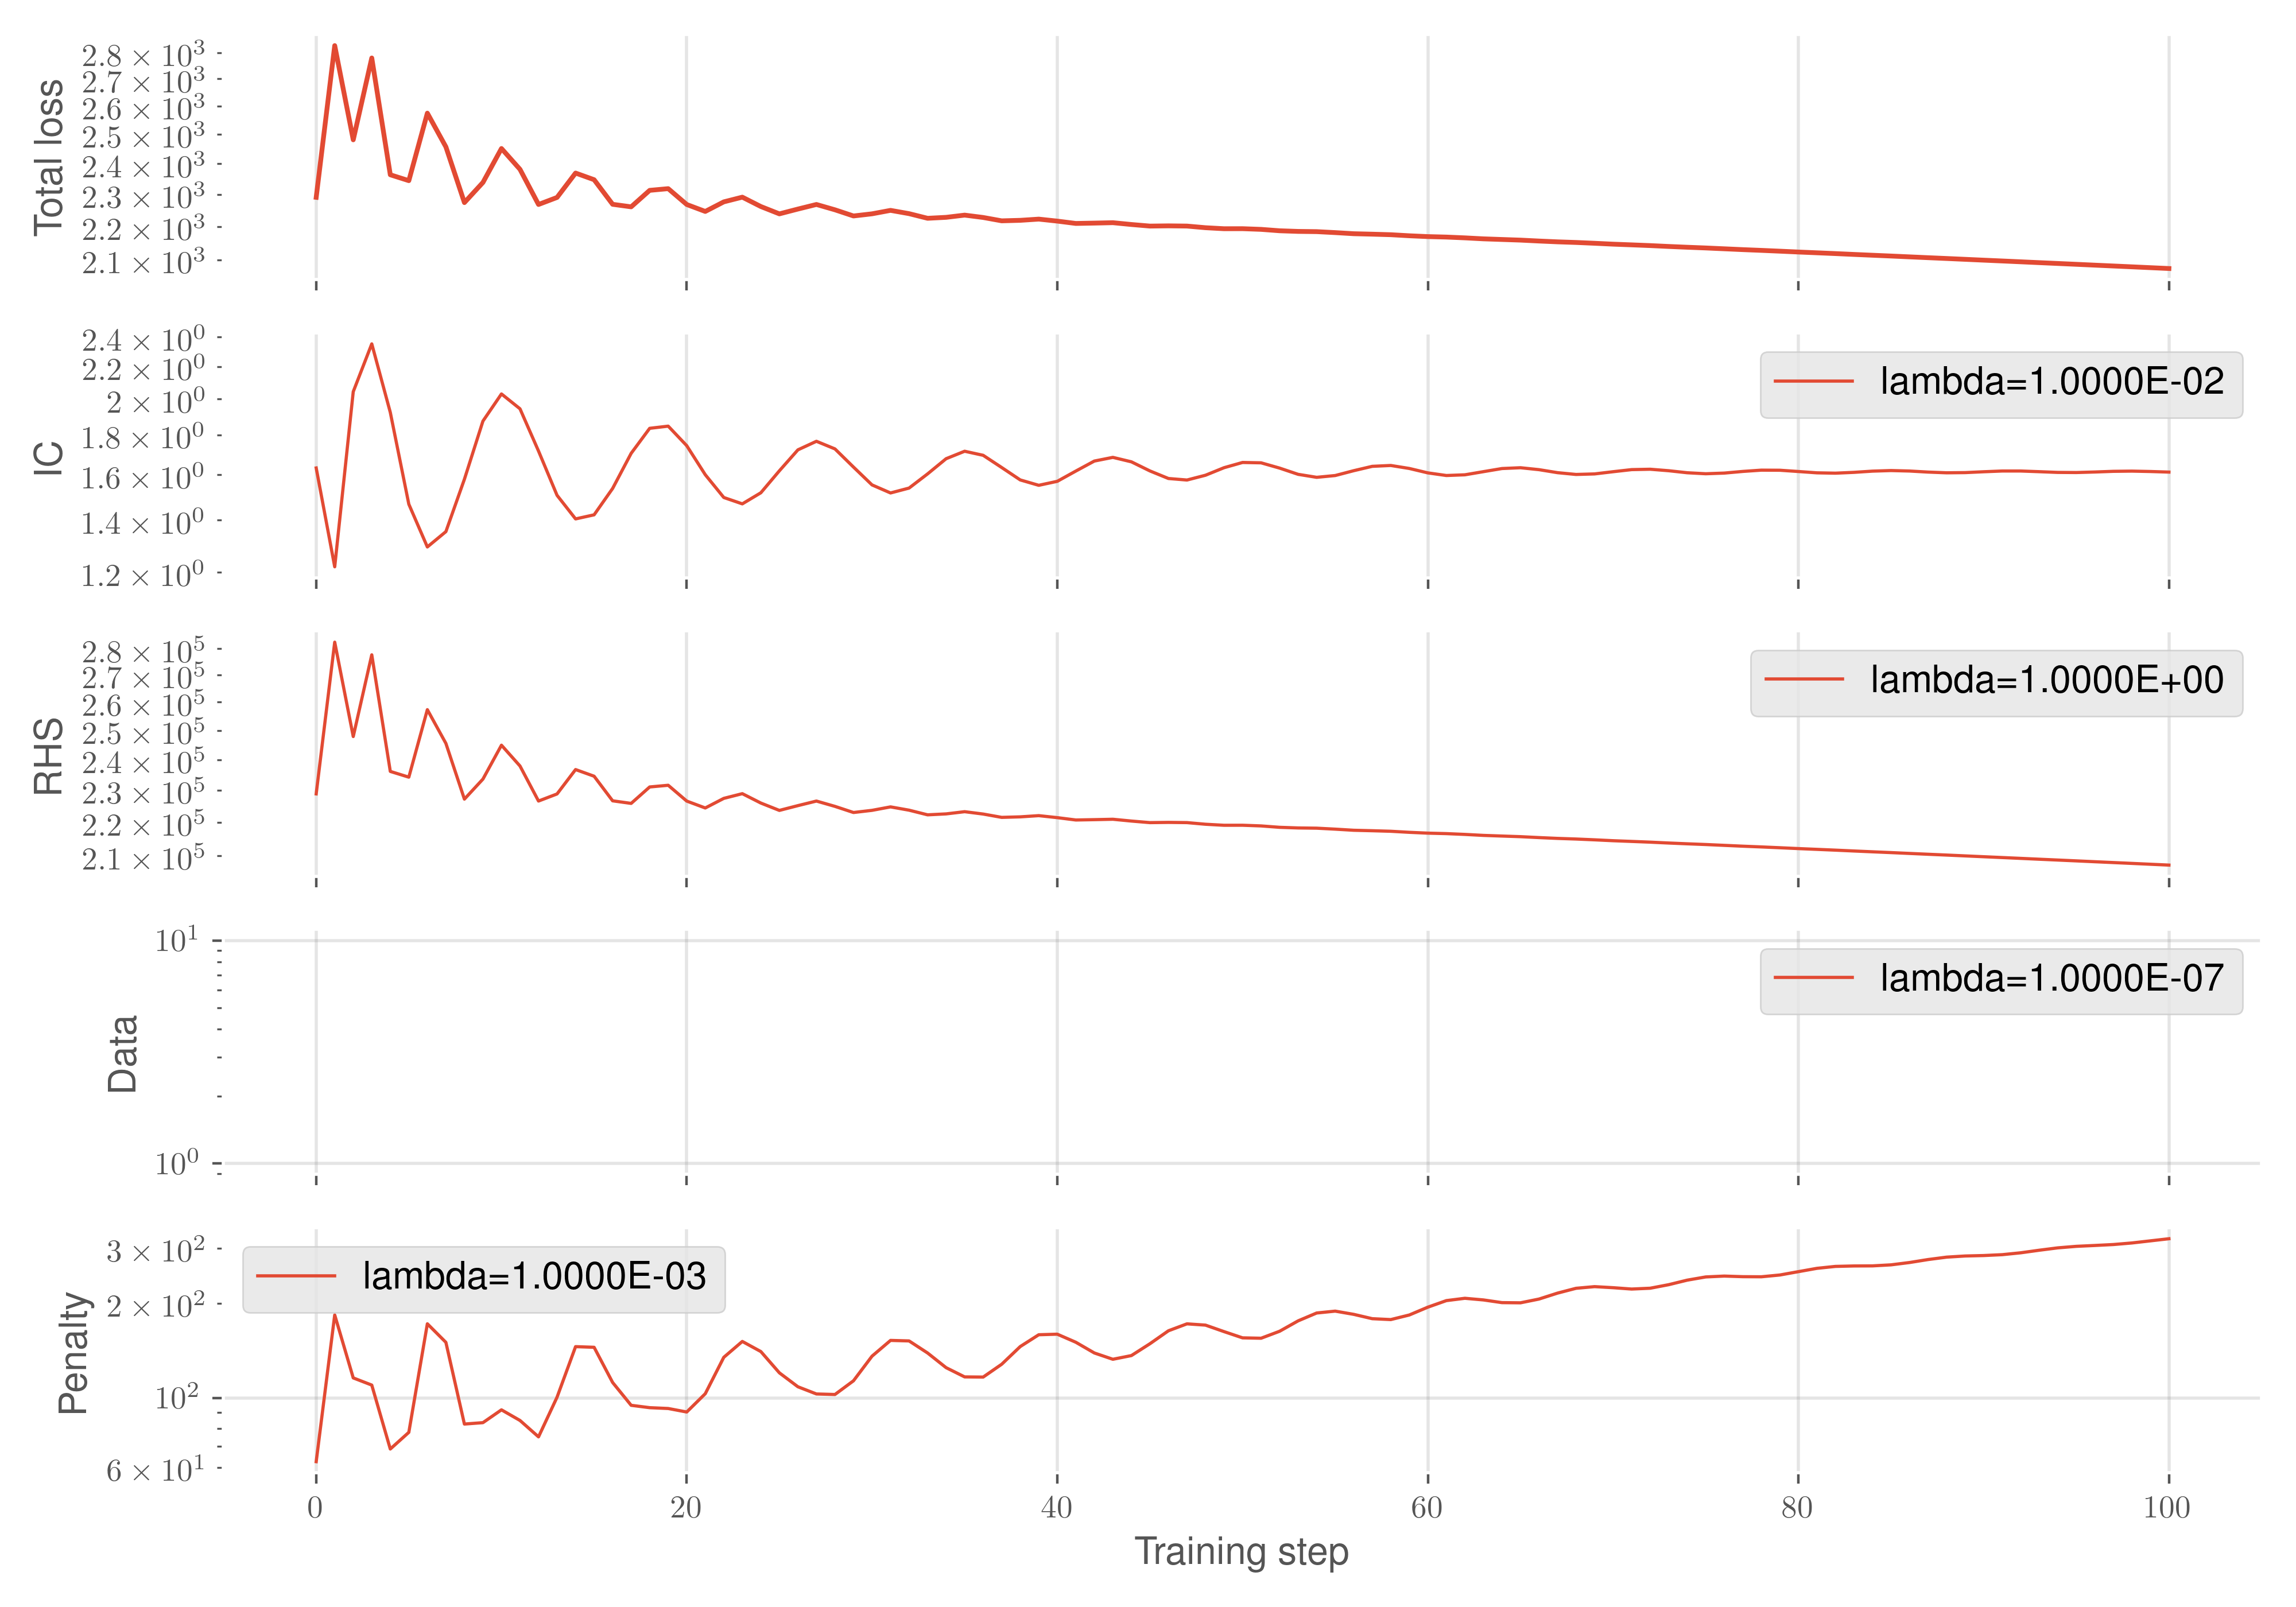 Total loss
2.8 × 10³
2.7 × 10³
2.6 × 10³
2.5 × 10³
2.4 × 10³
2.3 × 10³
2.2 × 10³
2.1 × 10³
IC
2.4 × 10⁰
2.2 × 10⁰
2 × 10⁰
1.8 × 10⁰
1.6 × 10⁰
1.4 × 10⁰
1.2 × 10⁰
lambda=1.0000E-02
RHS
2.8 × 10⁵
2.7 × 10⁵
2.6 × 10⁵
2.5 × 10⁵
2.4 × 10⁵
2.3 × 10⁵
2.2 × 10⁵
2.1 × 10⁵
lambda=1.0000E+00
Data
10¹
10⁰
lambda=1.0000E-07
Penalty
3 × 10²
2 × 10²
10²
6 × 10¹
lambda=1.0000E-03
0 20 40 60 80 100
Training step